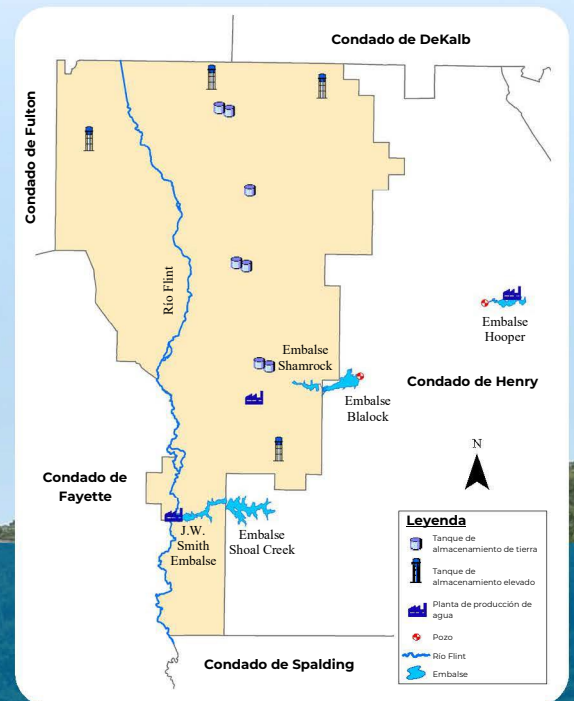 Condado de DeKalb
Condado de Fulton
Río Flint
Embalse
Hooper
Embalse
Shamrock
Condado de Henry
Embalse
Blalock
N
Condado de
Fayette
J.W.
Smith
Embalse
Embalse
Shoal Creek
Leyenda
Tanque de
almacenamiento de tierra
Tanque de
almacenamiento elevado
Planta de producción de
agua
Pozo
Río Flint
Embalse
Condado de Spalding